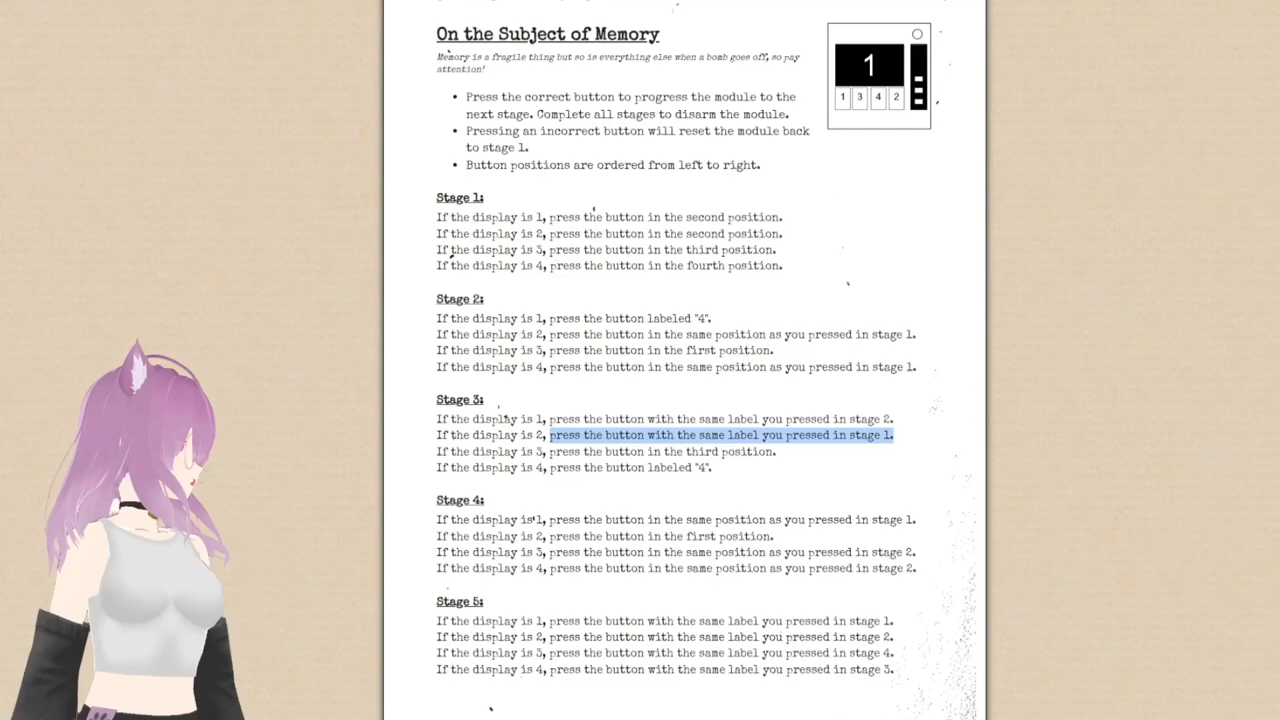 On the Subject of Memory
Memory is a fragile thing but so is everything else when a bomb goes off, so pay
attention!
1
1 3 4 2
• Press the correct button to progress the module to the
next stage. Complete all stages to disarm the module.
• Pressing an incorrect button will reset the module back
to stage 1.
• Button positions are ordered from left to right.
Stage 1:
If the display is 1, press the button in the second position.
If the display is 2, press the button in the second position.
If the display is 3, press the button in the third position.
If the display is 4, press the button in the fourth position.
Stage 2:
If the display is 1, press the button labeled "4".
If the display is 2, press the button in the same position as you pressed in stage 1.
If the display is 3, press the button in the first position.
If the display is 4, press the button in the same position as you pressed in stage 1.
Stage 3:
If the display is 1, press the button with the same label you pressed in stage 2.
If the display is 2, press the button with the same label you pressed in stage 1.
If the display is 3, press the button in the third position.
If the display is 4, press the button labeled "4".
Stage 4:
If the display is 1, press the button in the same position as you pressed in stage 1.
If the display is 2, press the button in the first position.
If the display is 3, press the button in the same position as you pressed in stage 2.
If the display is 4, press the button in the same position as you pressed in stage 2.
Stage 5:
If the display is 1, press the button with the same label you pressed in stage 1.
If the display is 2, press the button with the same label you pressed in stage 2.
If the display is 3, press the button with the same label you pressed in stage 4.
If the display is 4, press the button with the same label you pressed in stage 3.